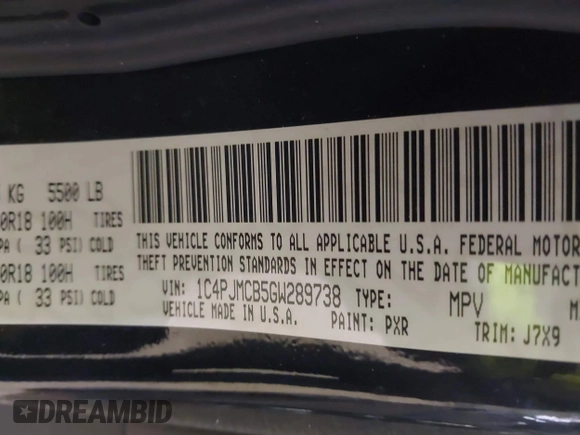 KG 5500 LB
0R18 100H TIRES
PA ( 33 PSI) COLD
0R18 100H TIRES
PA ( 33 PSI) COLD
THIS VEHICLE CONFORMS TO ALL APPLICABLE U.S.A. FEDERAL MOTOR
THEFT PREVENTION STANDARDS IN EFFECT ON THE DATE OF MANUFACT
VIN: 1C4PJMCB5GW289738 TYPE: MPV M
VEHICLE MADE IN U.S.A. PAINT: PXR TRIM: J7X9
DREAMBID